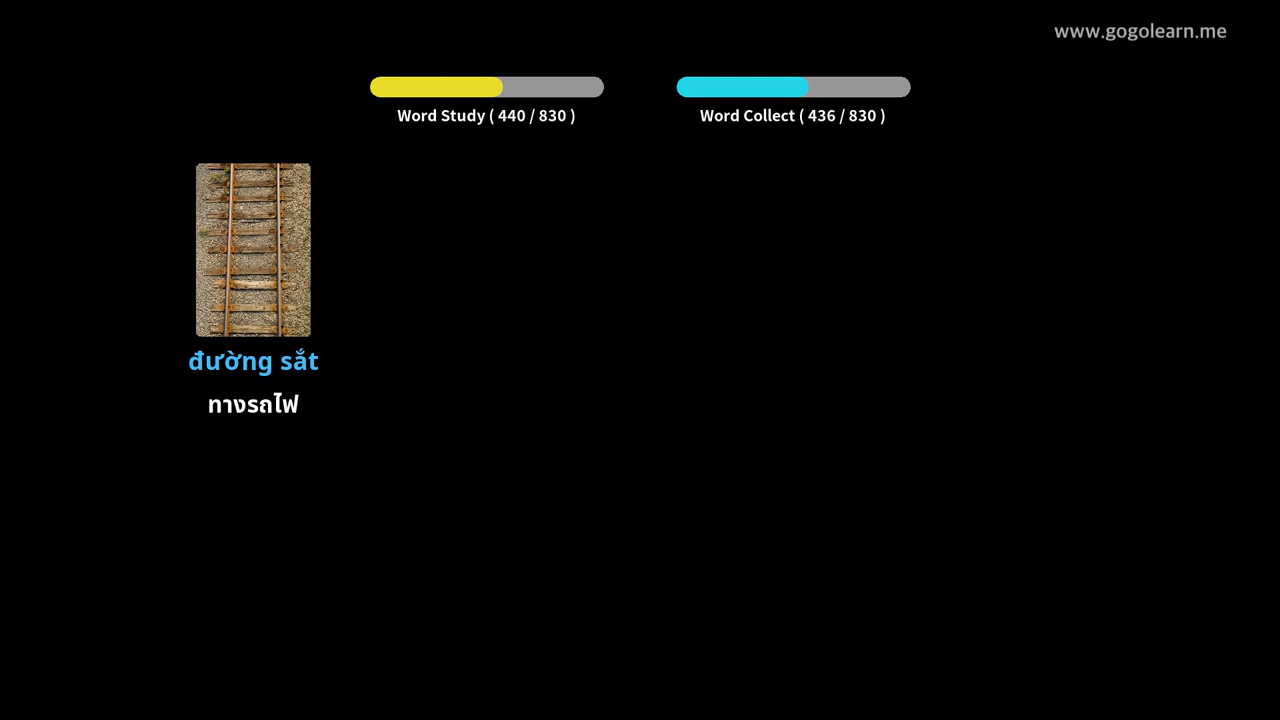 www.gogolearn.me
Word Study ( 440 / 830 )
Word Collect ( 436 / 830 )
đường sắt
ทางรถไฟ